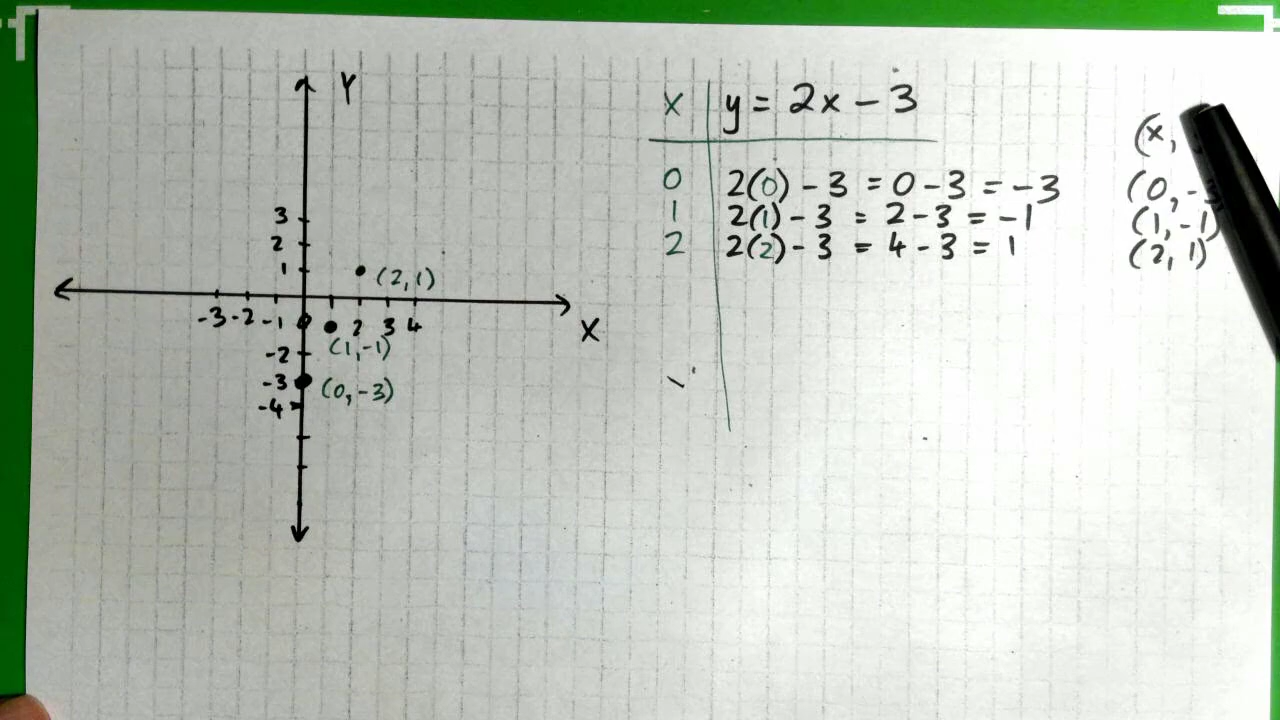 Y
x y = 2x - 3 (x,
0 2(0) - 3 = 0 - 3 = -3 (0, -3
1 2(1) - 3 = 2 - 3 = -1 (1, -1)
2 2(2) - 3 = 4 - 3 = 1 (2, 1)
3
2
1 (2, 1)
-3 -2 -1 0 2 3 4 X
(1, -1)
-2
-3 (0, -3)
-4